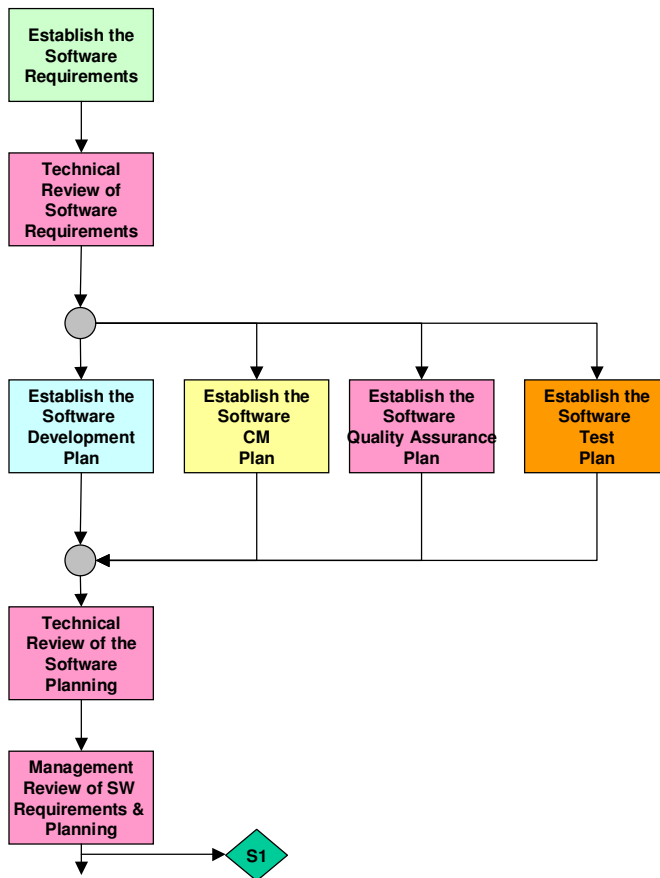 Establish the
Software
Requirements
Technical
Review of
Software
Requirements
Establish the
Software
Development
Plan
Establish the
Software
CM
Plan
Establish the
Software
Quality Assurance
Plan
Establish the
Software
Test
Plan
Technical
Review of the
Software
Planning
Management
Review of SW
Requirements &
Planning
S1